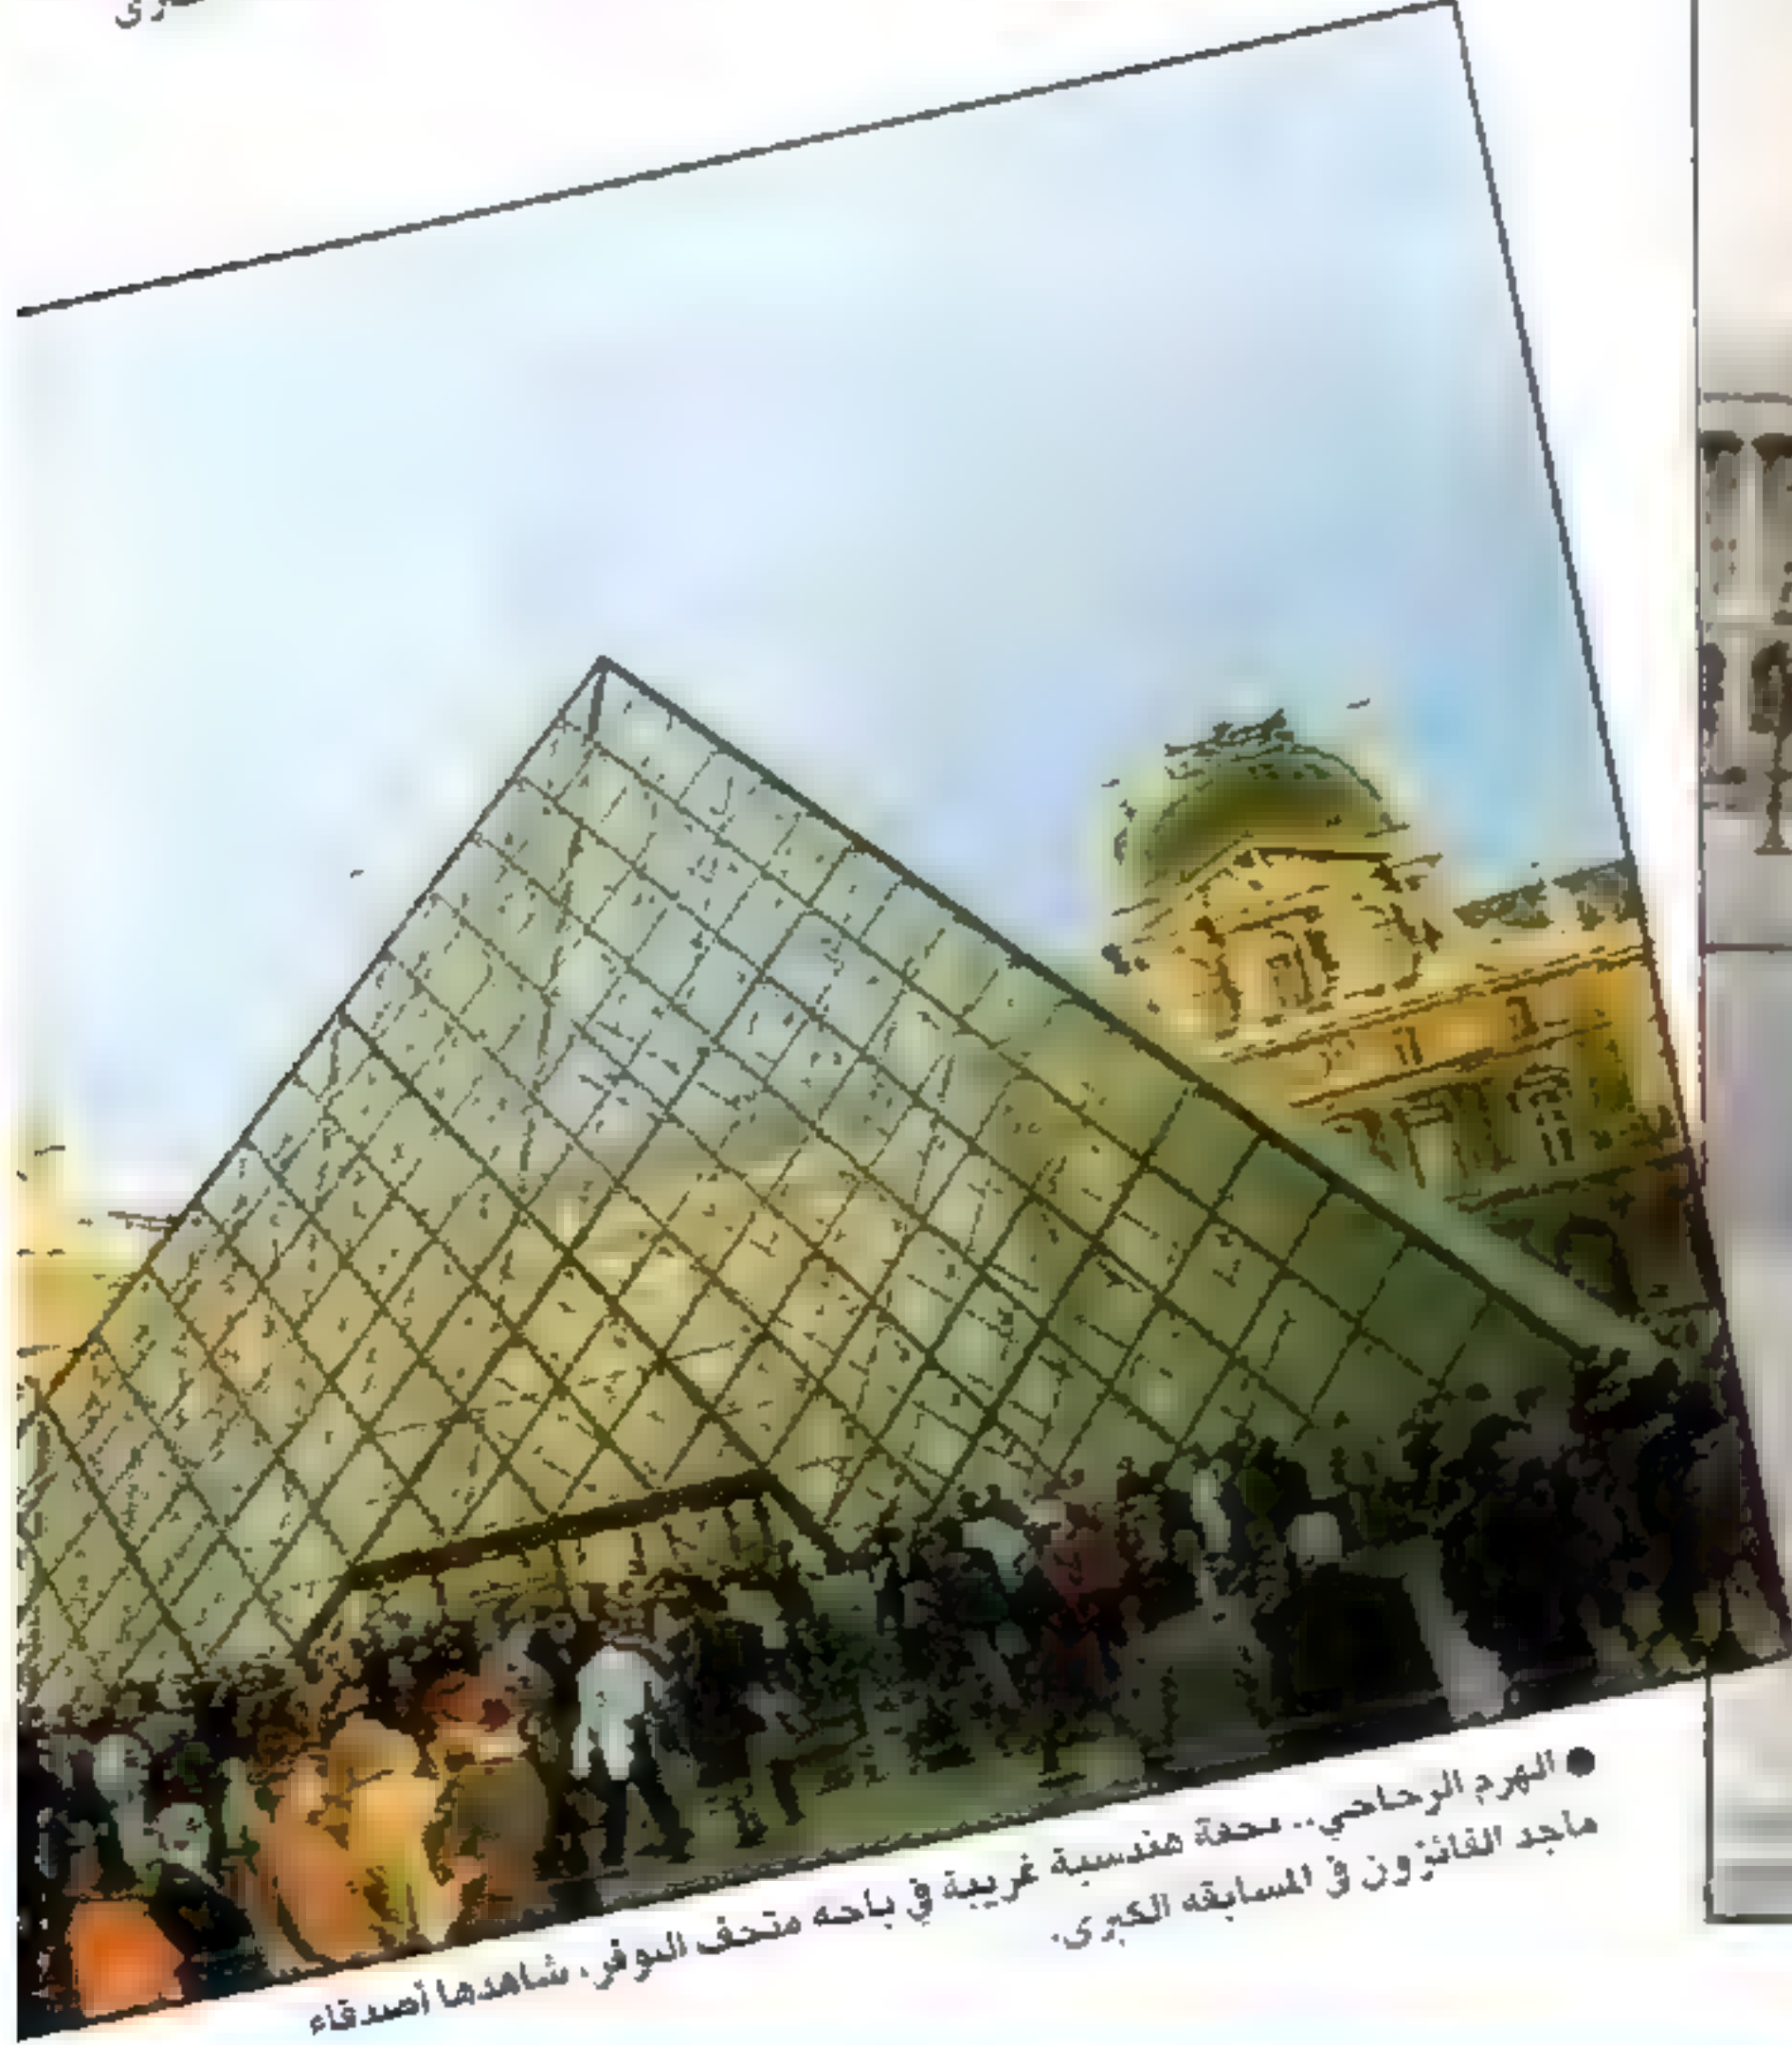 ● الهرم الزجاجي.. تحفة هندسية غريبة في باحة متحف اللوفر، شاهدها أصدقاء
ماجد الفائزون في المسابقة الكبرى.